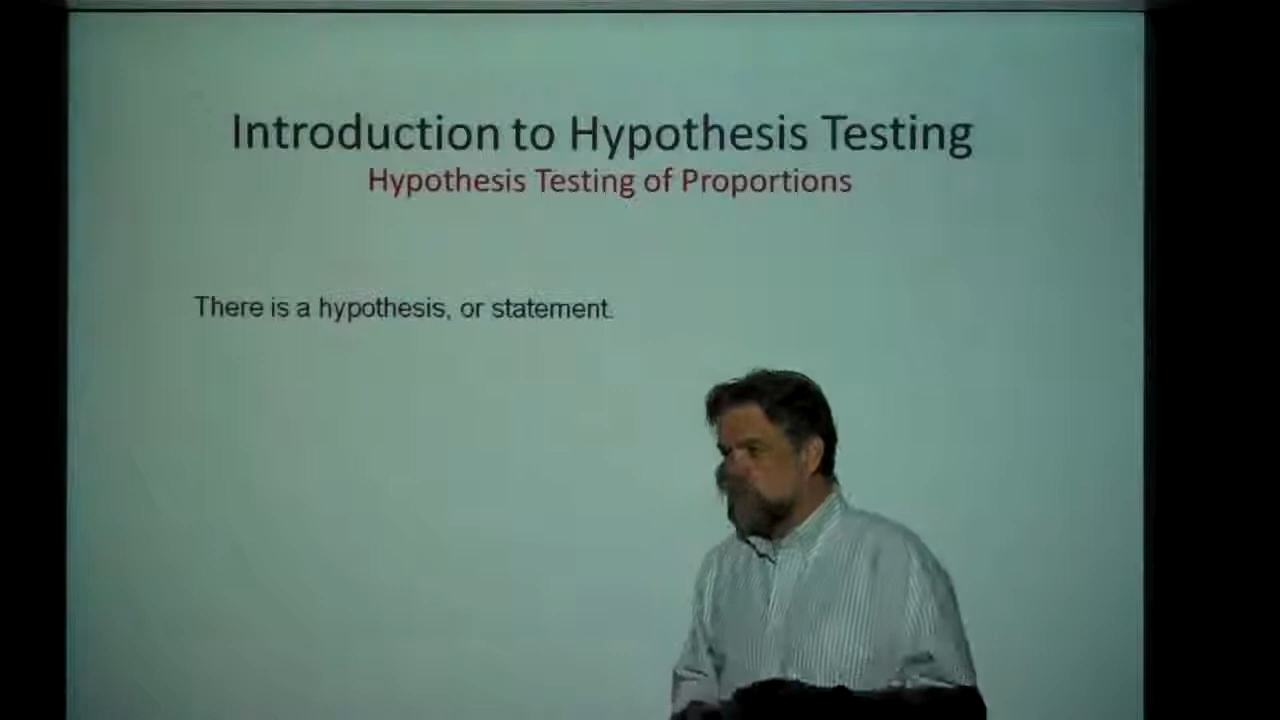 Introduction to Hypothesis Testing
Hypothesis Testing of Proportions
There is a hypothesis, or statement.